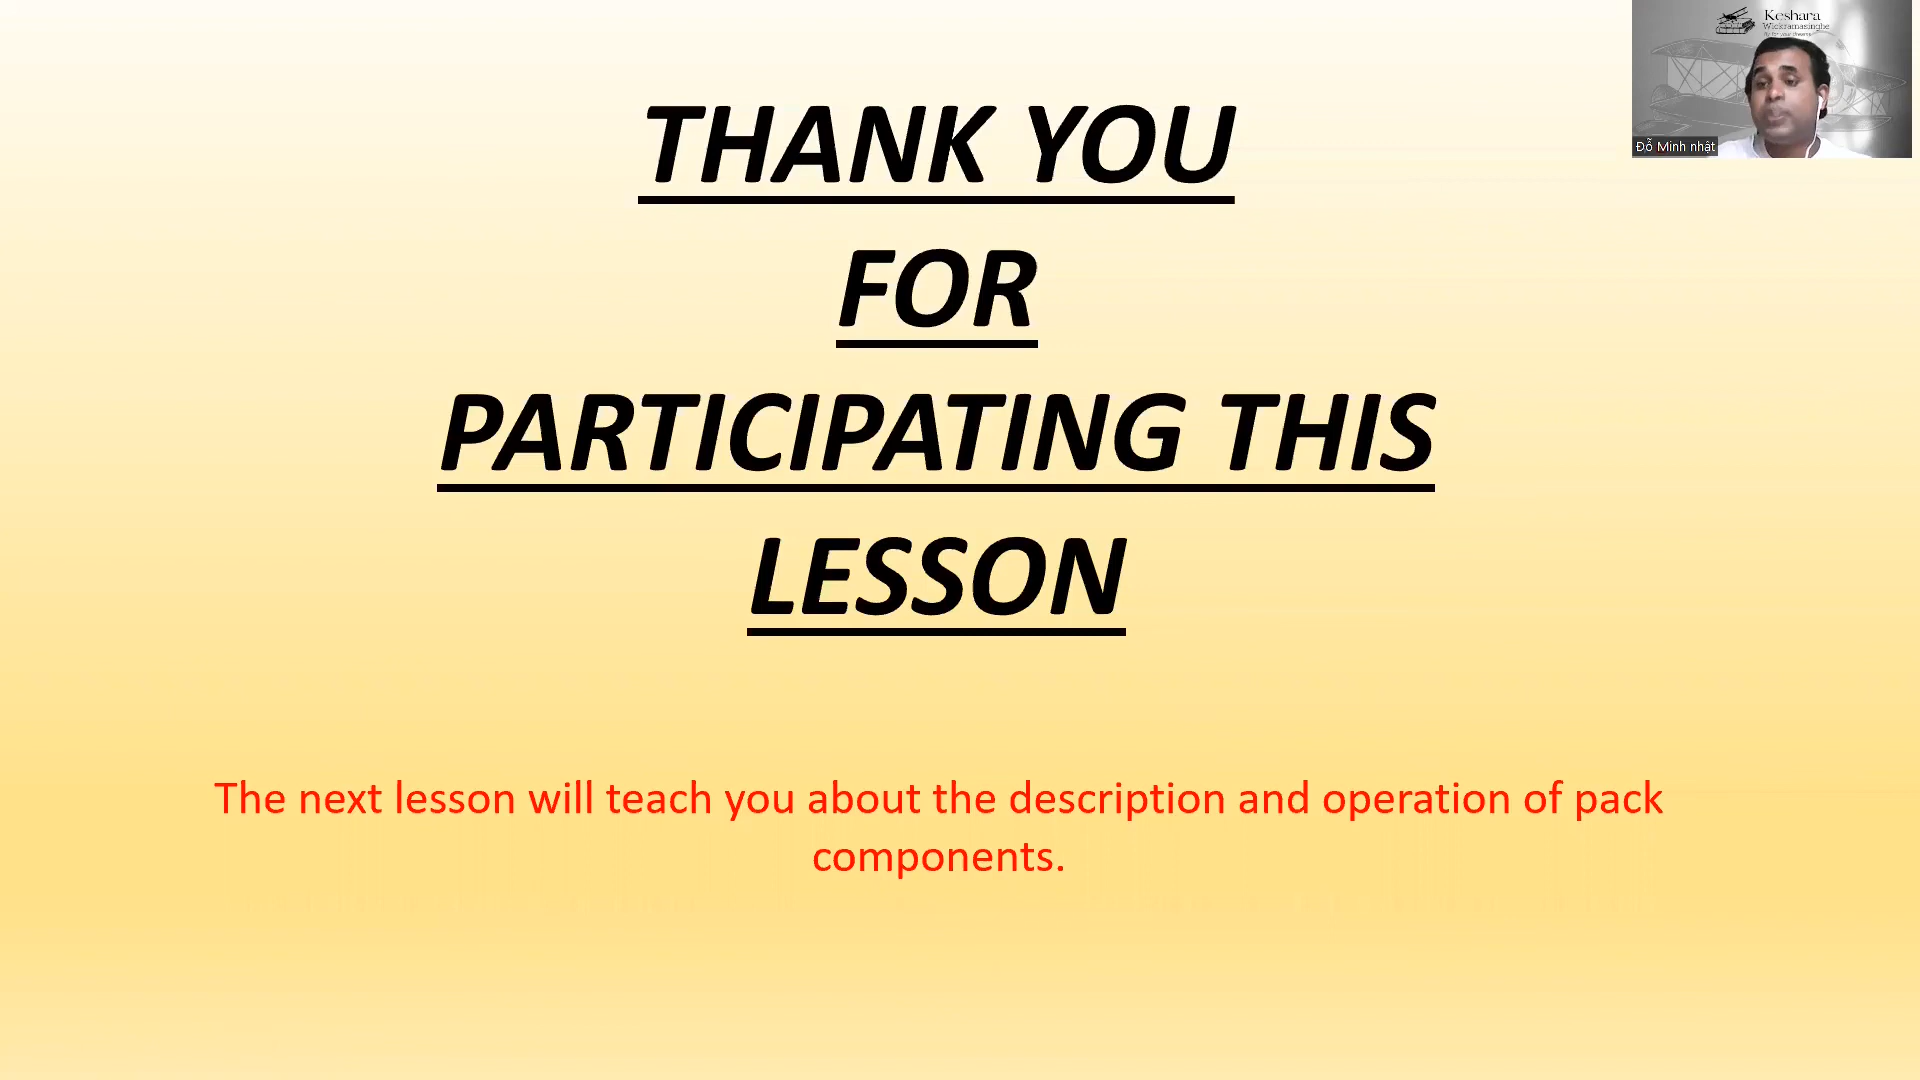 THANK YOU
FOR
PARTICIPATING THIS
LESSON
The next lesson will teach you about the description and operation of pack
components.
Keshara
Wickramasinghe
Đỗ Minh nhật